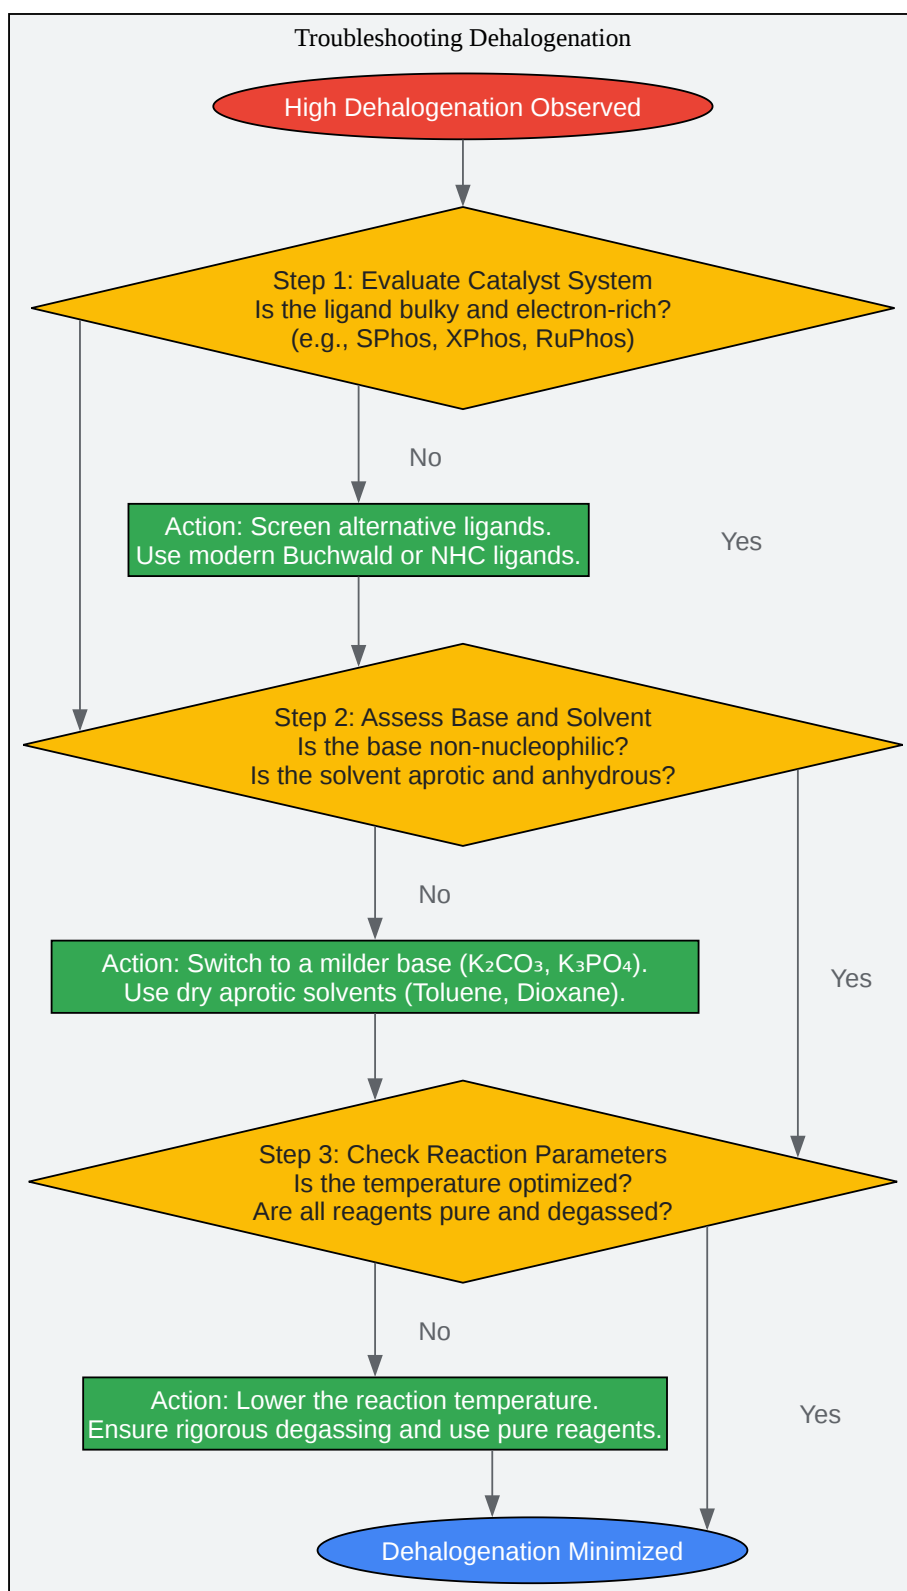 Troubleshooting Dehalogenation
High Dehalogenation Observed
Step 1: Evaluate Catalyst System
Is the ligand bulky and electron-rich?
(e.g., SPhos, XPhos, RuPhos)
No
Action: Screen alternative ligands.
Use modern Buchwald or NHC ligands.
Yes
Step 2: Assess Base and Solvent
Is the base non-nucleophilic?
Is the solvent aprotic and anhydrous?
No
Action: Switch to a milder base (K₂CO₃, K₃PO₄).
Use dry aprotic solvents (Toluene, Dioxane).
Yes
Step 3: Check Reaction Parameters
Is the temperature optimized?
Are all reagents pure and degassed?
No
Action: Lower the reaction temperature.
Ensure rigorous degassing and use pure reagents.
Yes
Dehalogenation Minimized